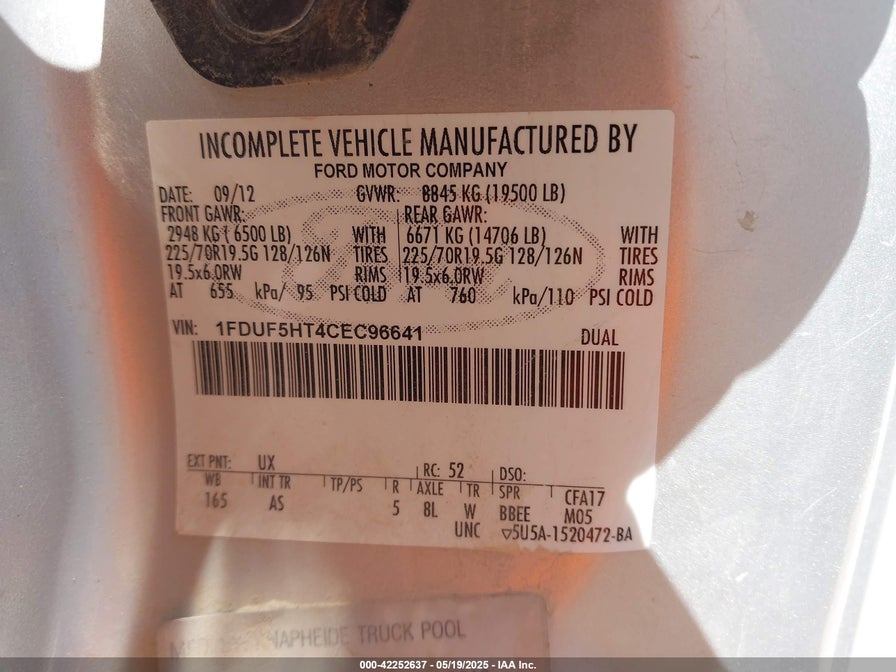 INCOMPLETE VEHICLE MANUFACTURED BY
FORD MOTOR COMPANY
DATE: 09/12 GVWR: 8845 KG (19500 LB)
FRONT GAWR: REAR GAWR:
2948 KG ( 6500 LB) WITH 6671 KG (14706 LB) WITH
225/70R19.5G 128/126N TIRES 225/70R19.5G 128/126N TIRES
19.5x6.0RW RIMS 19.5x6.0RW RIMS
AT 655 kPa/ 95 PSI COLD AT 760 kPa/110 PSI COLD
VIN: 1FDUF5HT4CEC96641 DUAL
EXT PNT: UX RC: 52 DSO:
WB INT TR TP/PS R AXLE TR SPR CFA17
165 AS 5 8L W BBEE M05
UNC ▽5U5A-1520472-BA
TRUCK POOL
000-42252637 - 05/19/2025 - IAA Inc.